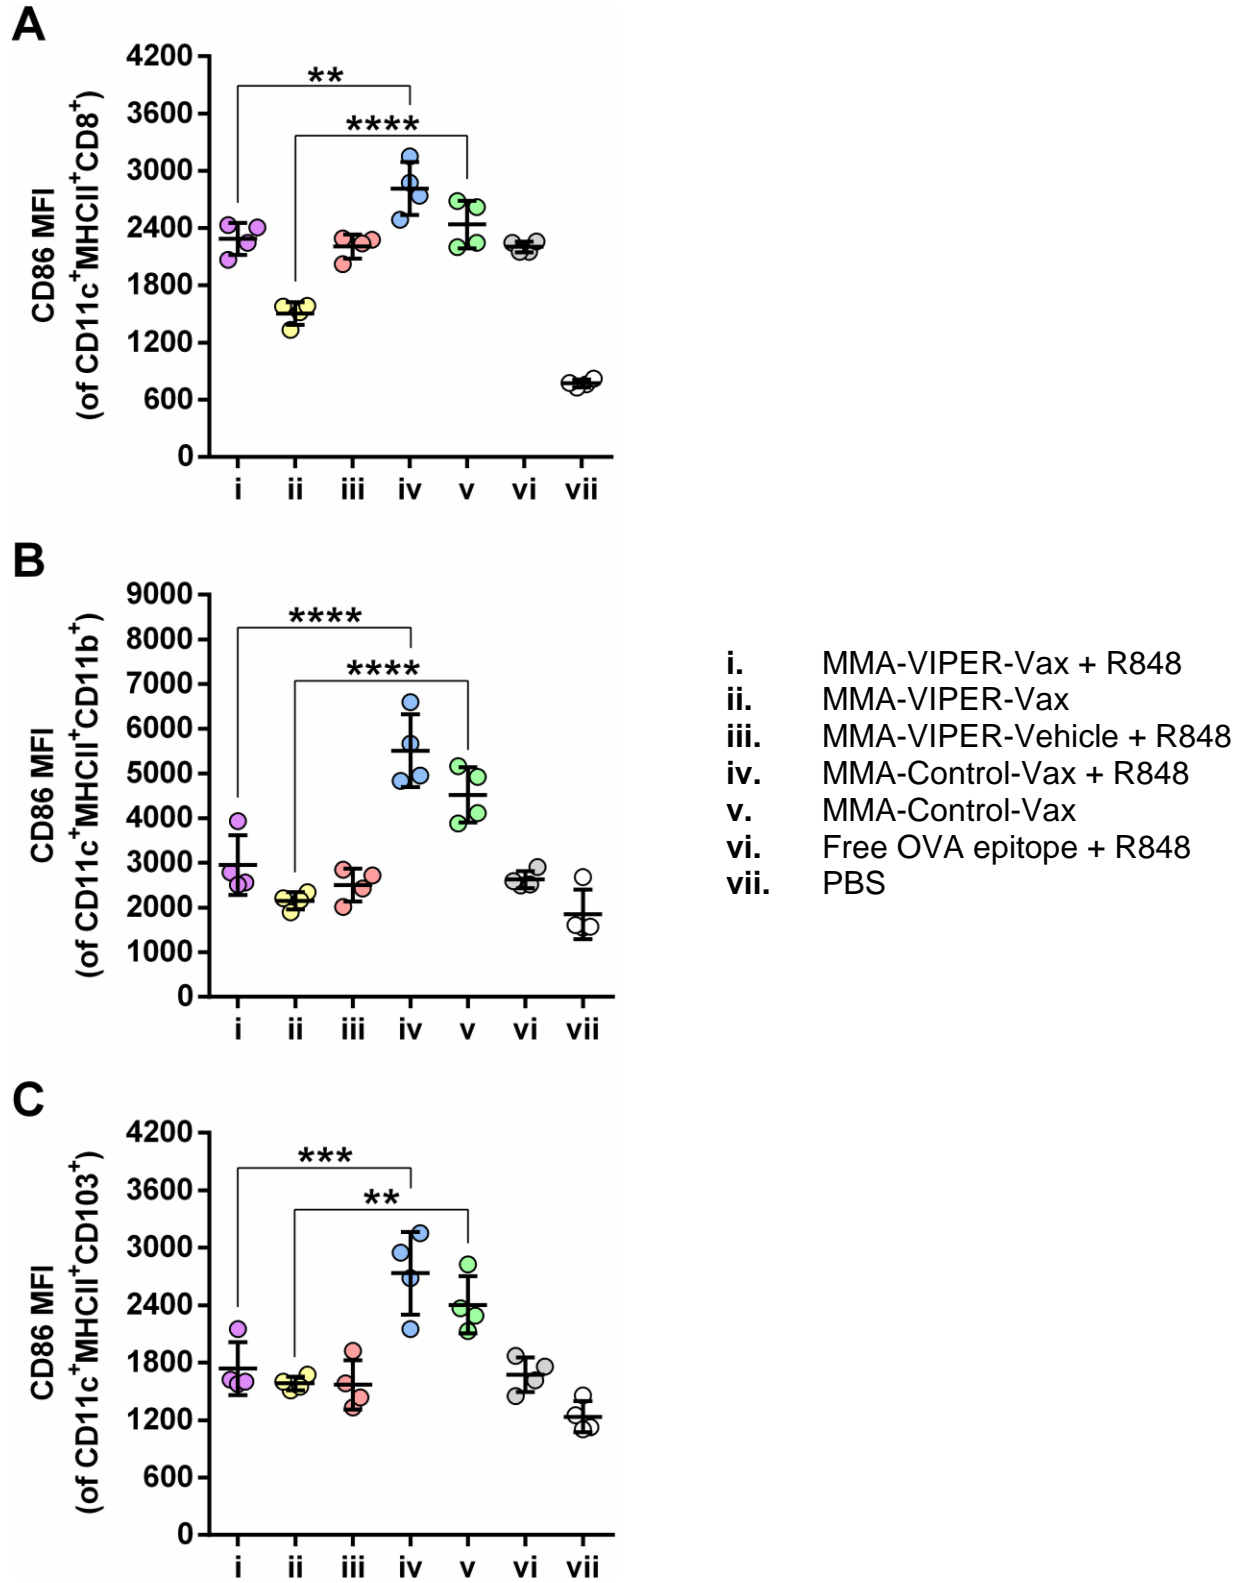 A
4200
3600
3000
2400
1800
1200
600
0
CD86 MFI
(of CD11c⁺MHCII⁺CD8⁺)
**
****
i ii iii iv v vi vii
B
9000
8000
7000
6000
5000
4000
3000
2000
1000
0
CD86 MFI
(of CD11c⁺MHCII⁺CD11b⁺)
****
****
i ii iii iv v vi vii
i. MMA-VIPER-Vax + R848
ii. MMA-VIPER-Vax
iii. MMA-VIPER-Vehicle + R848
iv. MMA-Control-Vax + R848
v. MMA-Control-Vax
vi. Free OVA epitope + R848
vii. PBS
C
4200
3600
3000
2400
1800
1200
600
0
CD86 MFI
(of CD11c⁺MHCII⁺CD103⁺)
***
**
i ii iii iv v vi vii